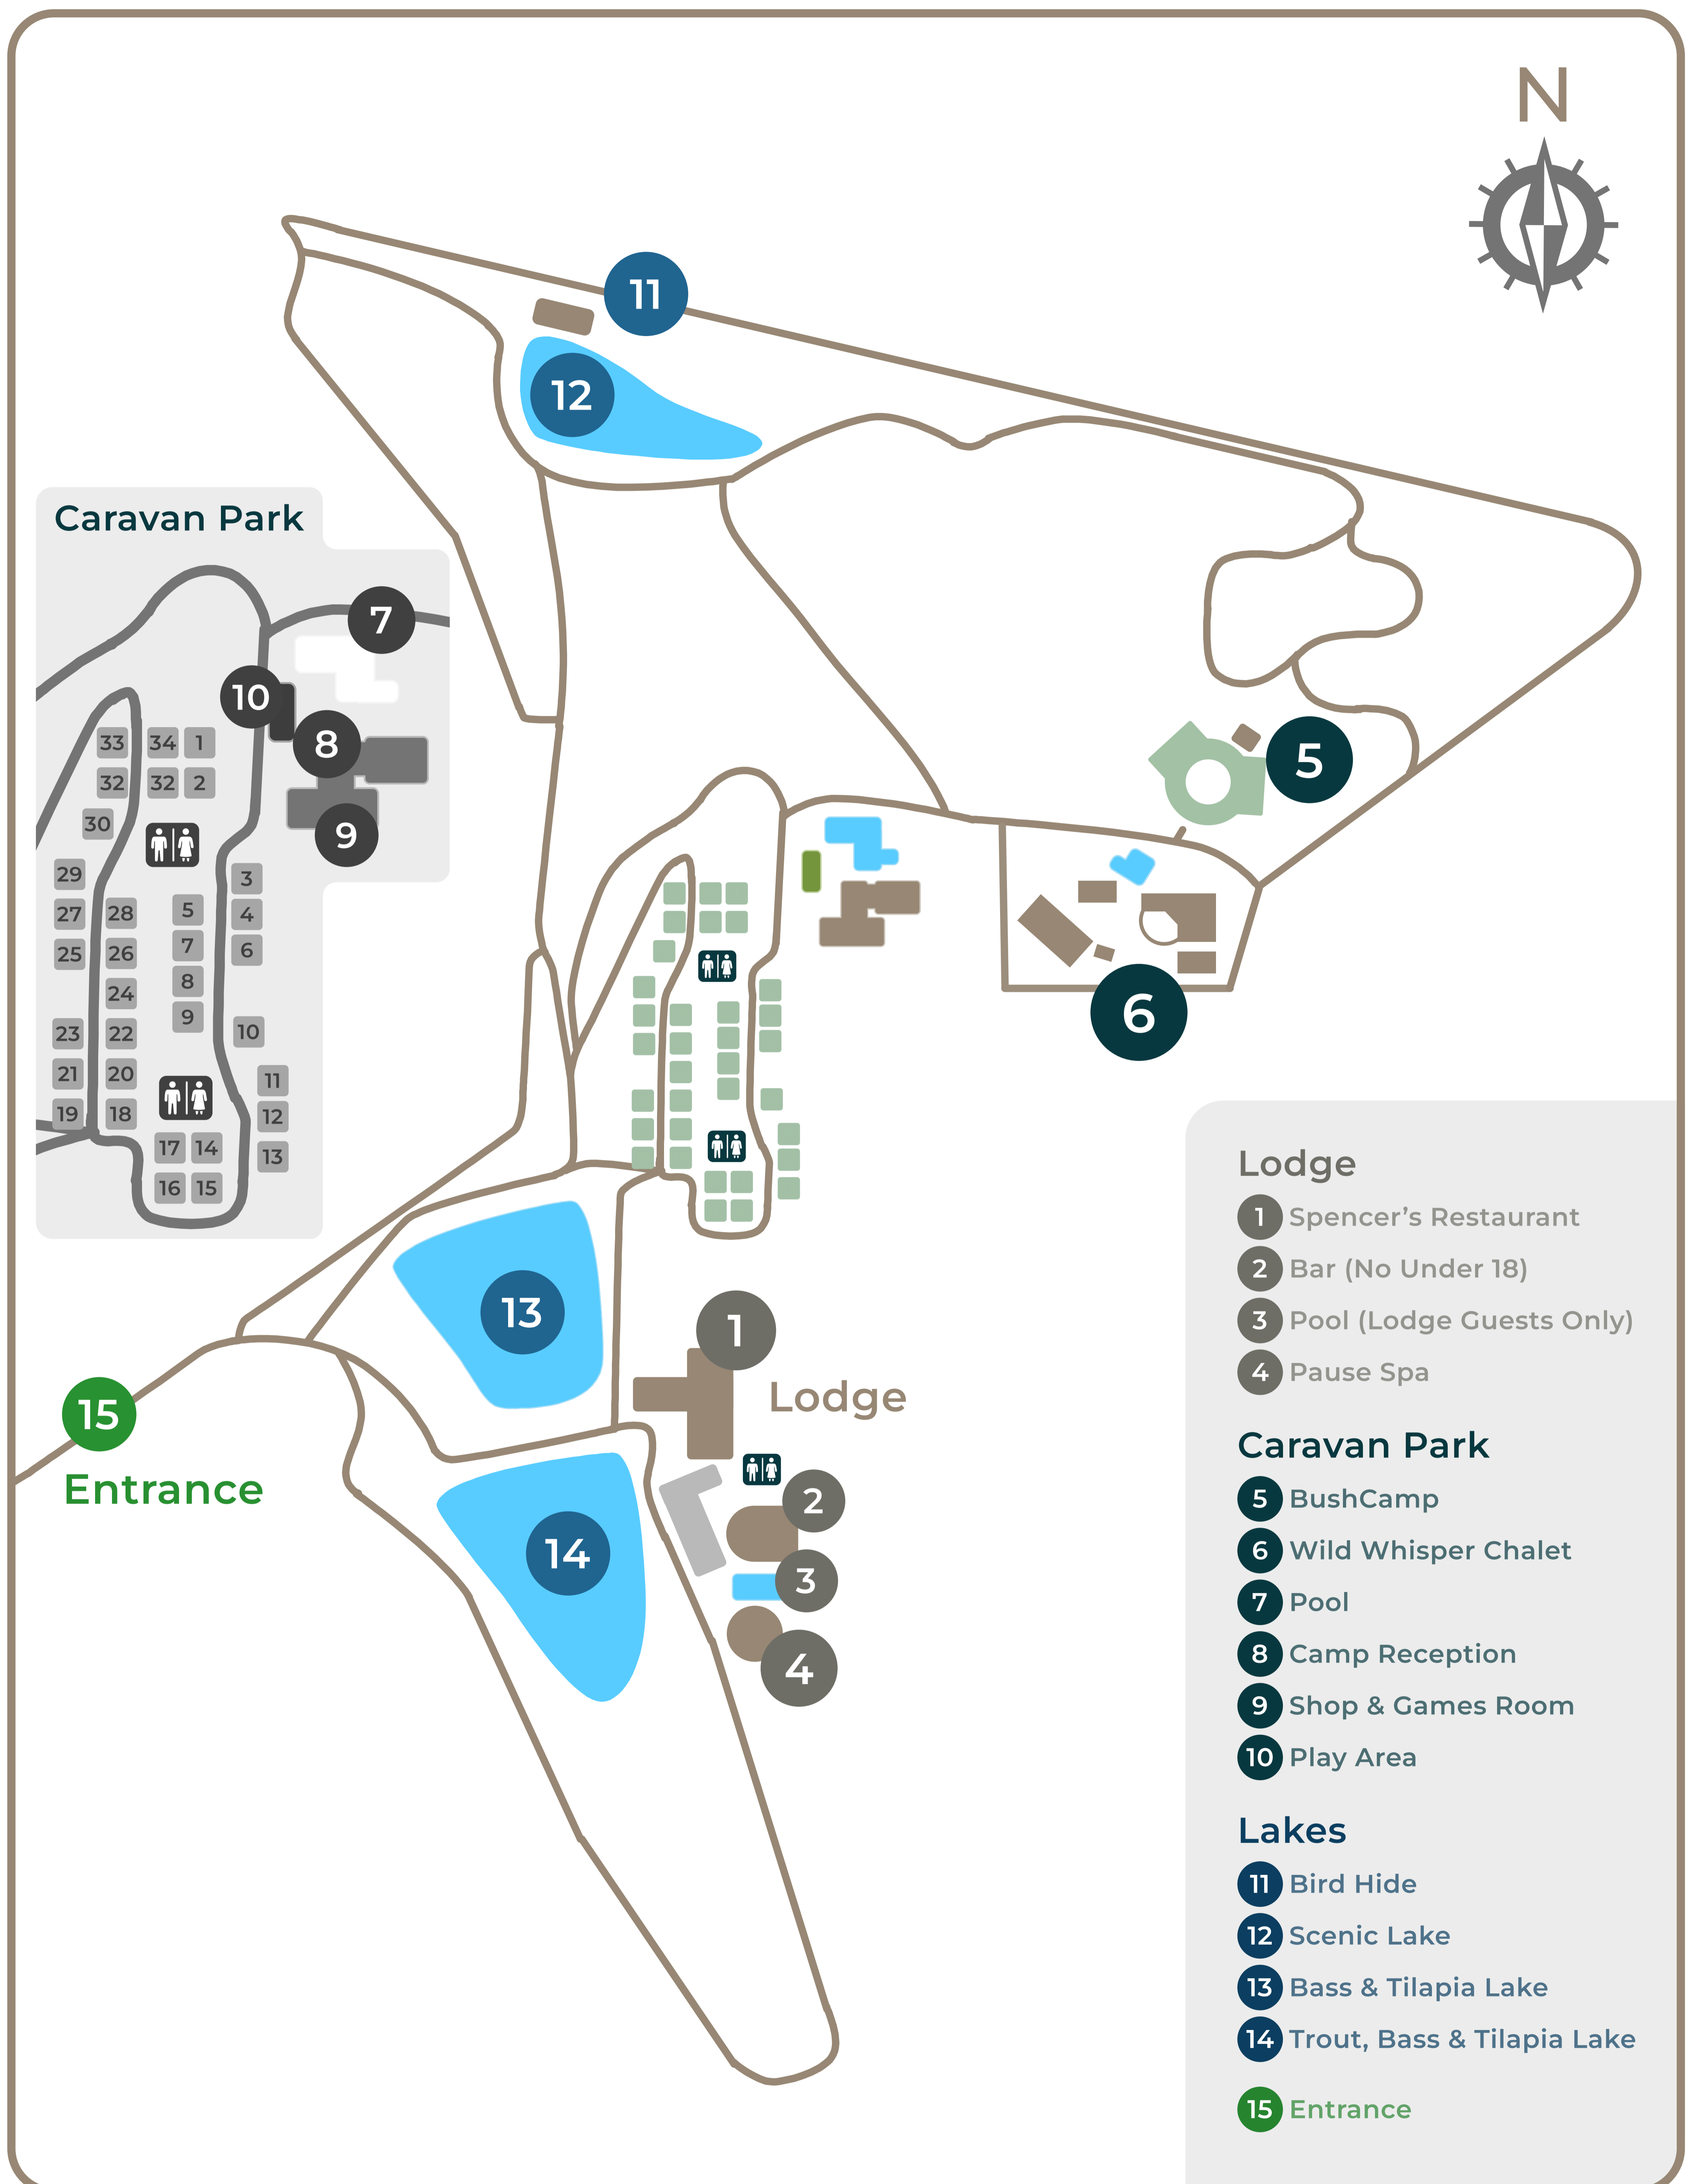 N
11
12
Caravan Park
7
10
8
9
33 34 1
32 32 2
30
29
3
27 28 5 4
25 26 7 6
24 8
9
23 22 10
21 20 11
19 18 12
17 14 13
16 15
5
6
13
1
Lodge
15
Entrance
14
2
3
4
Lodge
1 Spencer’s Restaurant
2 Bar (No Under 18)
3 Pool (Lodge Guests Only)
4 Pause Spa
Caravan Park
5 BushCamp
6 Wild Whisper Chalet
7 Pool
8 Camp Reception
9 Shop & Games Room
10 Play Area
Lakes
11 Bird Hide
12 Scenic Lake
13 Bass & Tilapia Lake
14 Trout, Bass & Tilapia Lake
15 Entrance